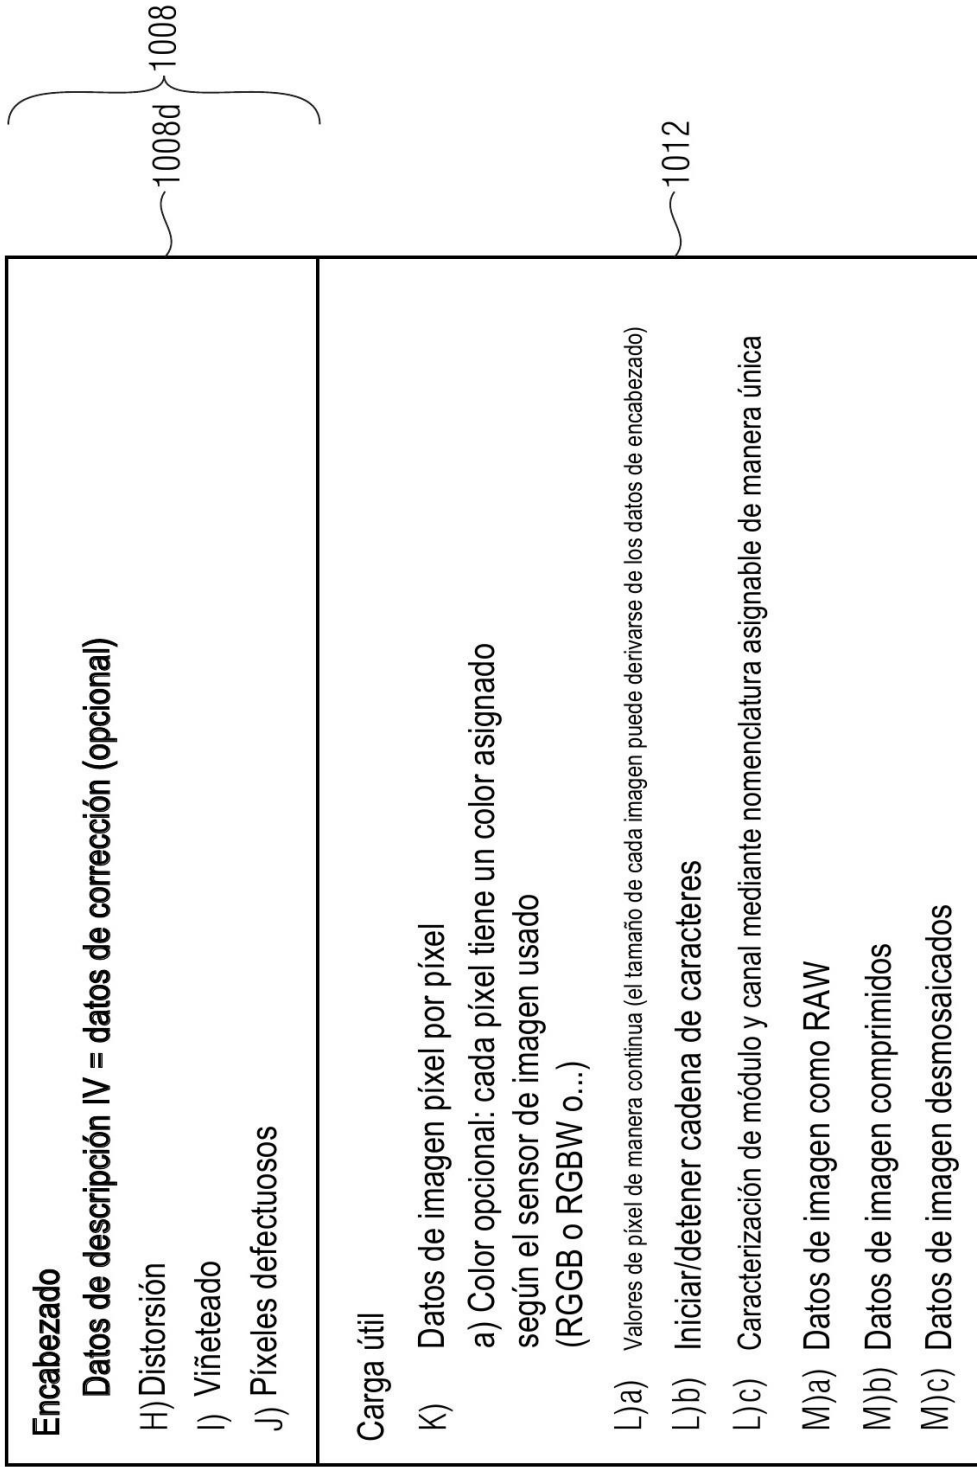 Encabezado
Datos de descripción IV = datos de corrección (opcional)
H) Distorsión
I) Viñeteado
J) Píxeles defectuosos
1008d
1008
Carga útil
K) Datos de imagen píxel por píxel
a) Color opcional: cada píxel tiene un color asignado
según el sensor de imagen usado
(RGGB o RGBW o...)
L)a) Valores de píxel de manera continua (el tamaño de cada imagen puede derivarse de los datos de encabezado)
L)b) Iniciar/detener cadena de caracteres
L)c) Caracterización de módulo y canal mediante nomenclatura asignable de manera única
M)a) Datos de imagen como RAW
M)b) Datos de imagen comprimidos
M)c) Datos de imagen desmosaicados
1012